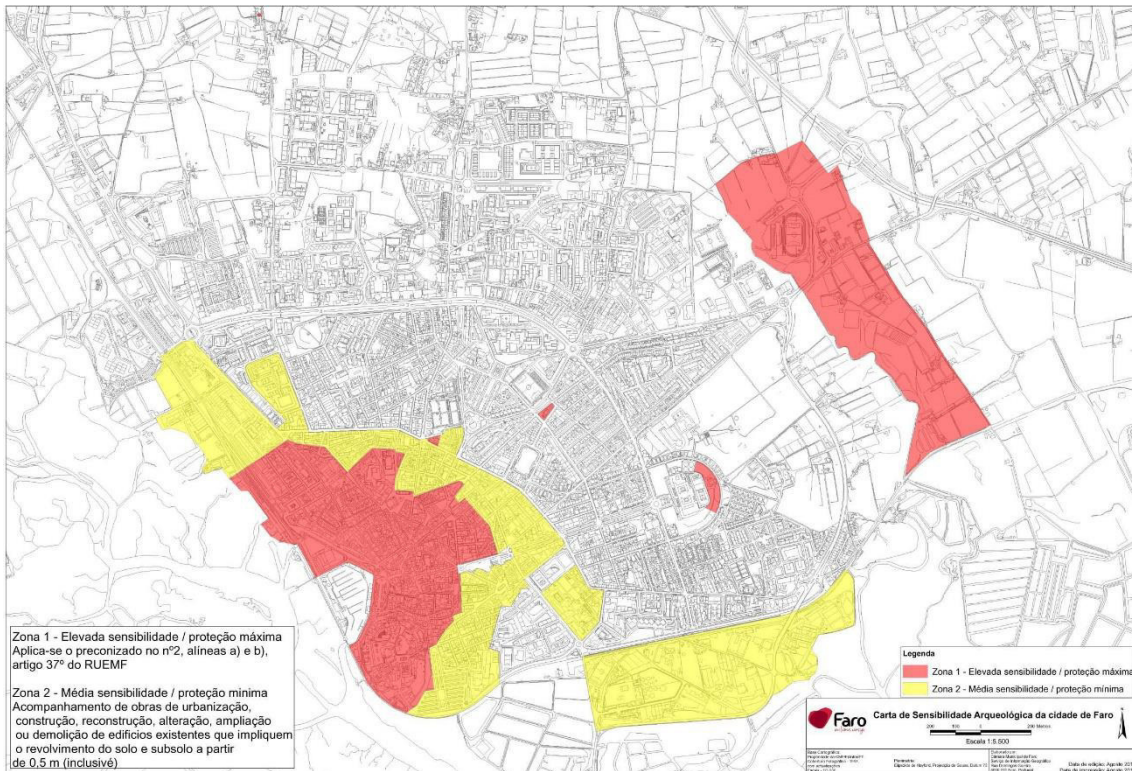 Zona 1 - Elevada sensibilidade / proteção máxima
Aplica-se o preconizado no nº2, alíneas a) e b),
artigo 37º do RUEMF
Zona 2 - Média sensibilidade / proteção minima
Acompanhamento de obras de urbanização,
construção, reconstrução, alteração, ampliação
ou demolição de edifícios existentes que impliquem
o revolvimento do solo e subsolo a partir
de 0,5 m (inclusivé)
Legenda
Zona 1 - Elevada sensibilidade / proteção máxima
Zona 2 - Média sensibilidade / proteção mínima
Faro
Carta de Sensibilidade Arqueológica da cidade de Faro
Escala 1:8.600